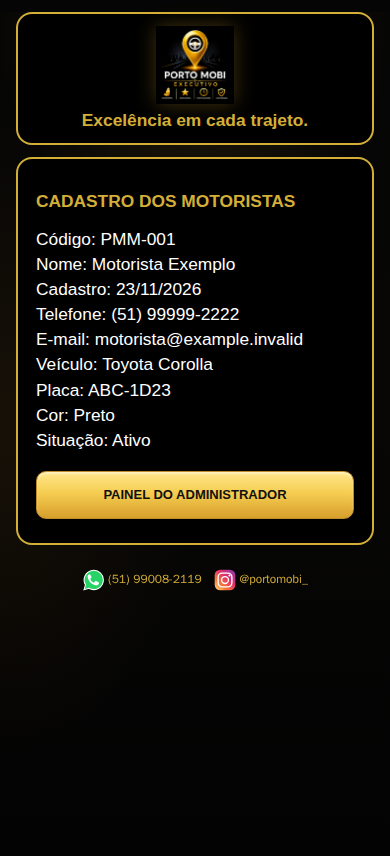 PORTO MOBI
EXECUTIVO
Excelência em cada trajeto.
CADASTRO DOS MOTORISTAS
Código: PMM-001
Nome: Motorista Exemplo
Cadastro: 23/11/2026
Telefone: (51) 99999-2222
E-mail: motorista@example.invalid
Veículo: Toyota Corolla
Placa: ABC-1D23
Cor: Preto
Situação: Ativo
PAINEL DO ADMINISTRADOR
(51) 99008-2119 @portomobi_